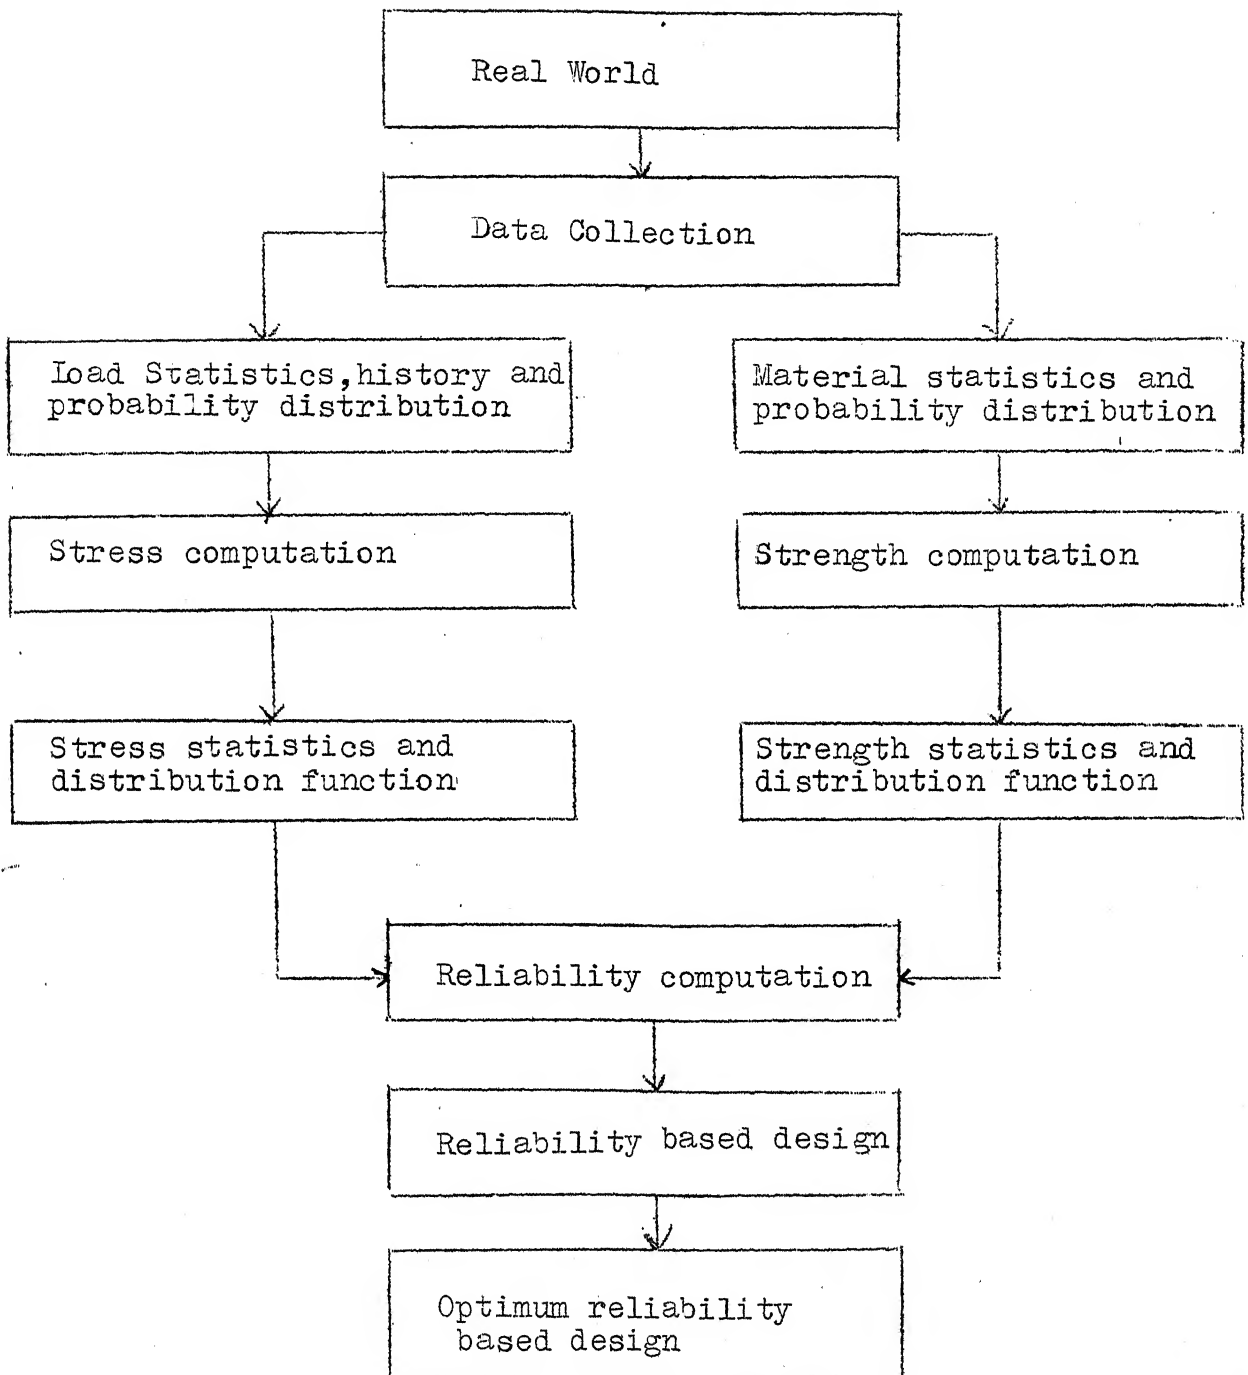 Real World
Data Collection
Load Statistics,history and
probability distribution
Material statistics and
probability distribution
Stress computation
Strength computation
Stress statistics and
distribution function
Strength statistics and
distribution function
Reliability computation
Reliability based design
Optimum reliability
based design